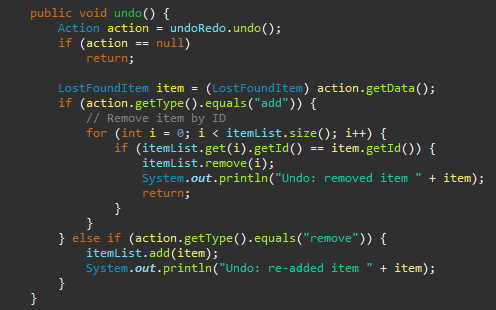 public void undo() {
    Action action = undoRedo.undo();
    if (action == null)
        return;

    LostFoundItem item = (LostFoundItem) action.getData();
    if (action.getType().equals("add")) {
        // Remove item by ID
        for (int i = 0; i < itemList.size(); i++) {
            if (itemList.get(i).getId() == item.getId()) {
                itemList.remove(i);
                System.out.println("Undo: removed item " + item);
                return;
            }
        }
    } else if (action.getType().equals("remove")) {
        itemList.add(item);
        System.out.println("Undo: re-added item " + item);
    }
}